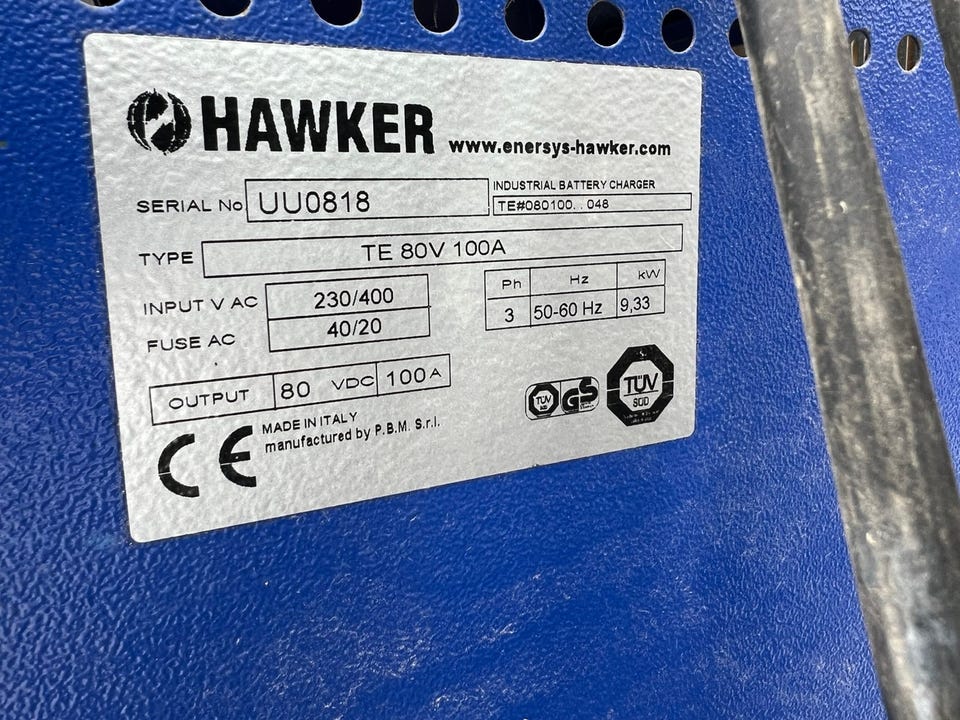 HAWKER www.enersys-hawker.com
SERIAL No UU0818
INDUSTRIAL BATTERY CHARGER
TE#080100..048
TYPE TE 80V 100A
INPUT V AC 230/400
FUSE AC 40/20
Ph Hz kW
3 50-60 Hz 9,33
OUTPUT 80 VDC 100 A
CE
MADE IN ITALY
manufactured by P.B.M. S.r.l.
TÜV GS
TÜV
SÜD